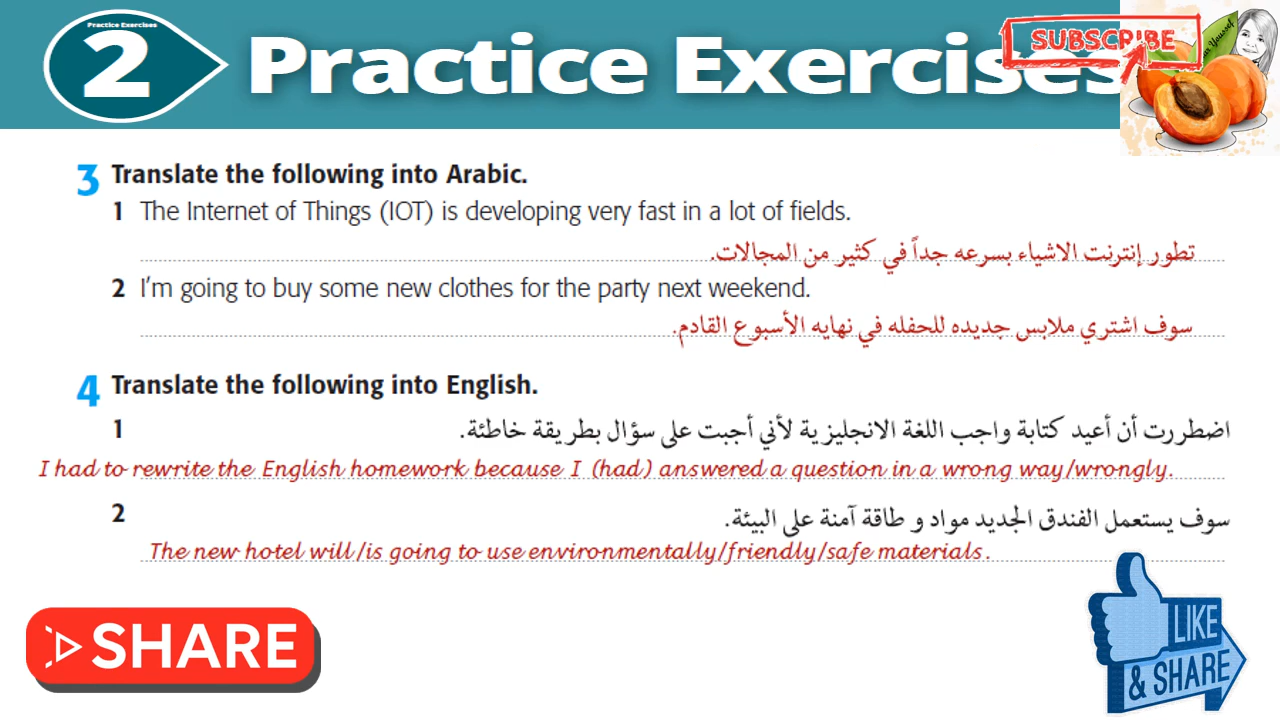 Practice Exercises
2 Practice Exercises
SUBSCRIBE
Youssef
3 Translate the following into Arabic.
1 The Internet of Things (IOT) is developing very fast in a lot of fields.
تطور إنترنت الاشياء بسرعه جداً في كثير من المجالات.
2 I'm going to buy some new clothes for the party next weekend.
سوف اشتري ملابس جديده للحفله في نهايه الأسبوع القادم.
4 Translate the following into English.
1 اضطررت أن أعيد كتابة واجب اللغة الانجليزية لأني أجبت على سؤال بطريقة خاطئة.
I had to rewrite the English homework because I (had) answered a question in a wrong way/wrongly.
2 سوف يستعمل الفندق الجديد مواد و طاقة آمنة على البيئة.
The new hotel will/is going to use environmentally/friendly/safe materials.
SHARE
LIKE
& SHARE